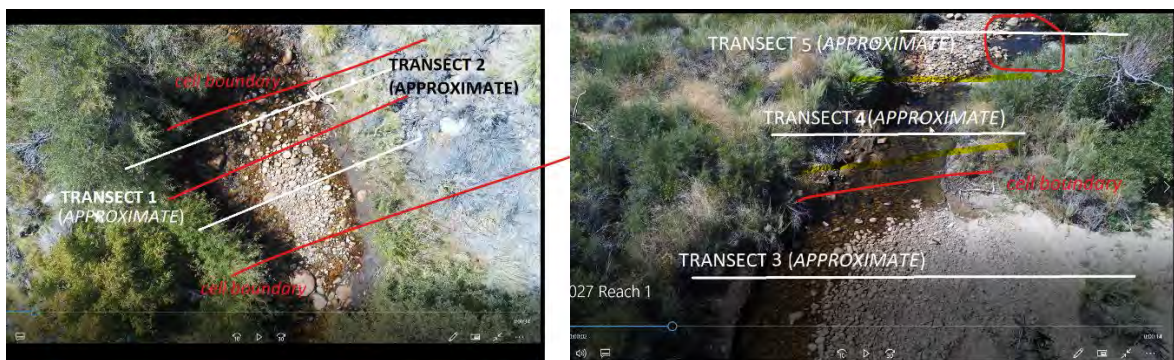 cell boundary
TRANSECT 2
(APPROXIMATE)
TRANSECT 1
(APPROXIMATE)
cell boundary
TRANSECT 5 (APPROXIMATE)
TRANSECT 4 (APPROXIMATE)
cell boundary
TRANSECT 3 (APPROXIMATE)
027 Reach 1